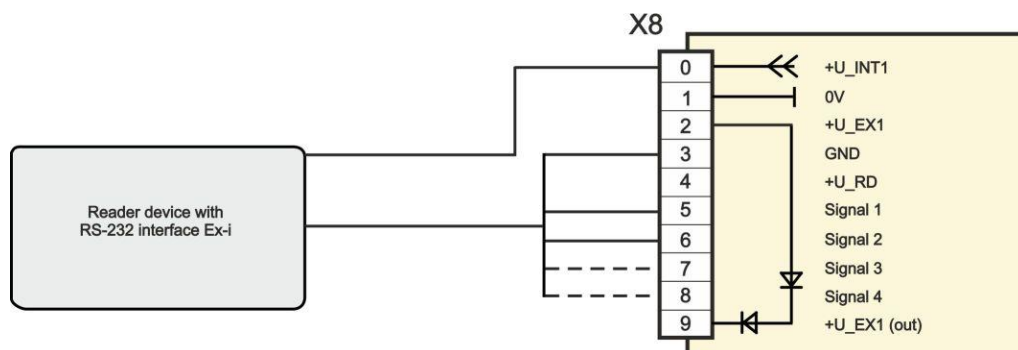 X8
0 +U_INT1
1 0V
2 +U_EX1
3 GND
4 +U_RD
5 Signal 1
6 Signal 2
7 Signal 3
8 Signal 4
9 +U_EX1 (out)
Reader device with
RS-232 interface Ex-i